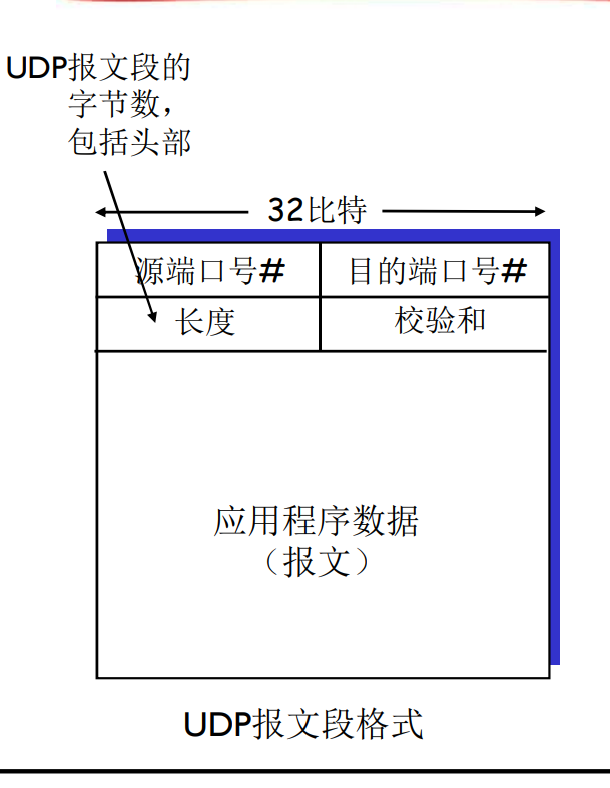 UDP报文段的
字节数，
包括头部
32比特
源端口号#
目的端口号#
长度
校验和
应用程序数据
（报文）
UDP报文段格式